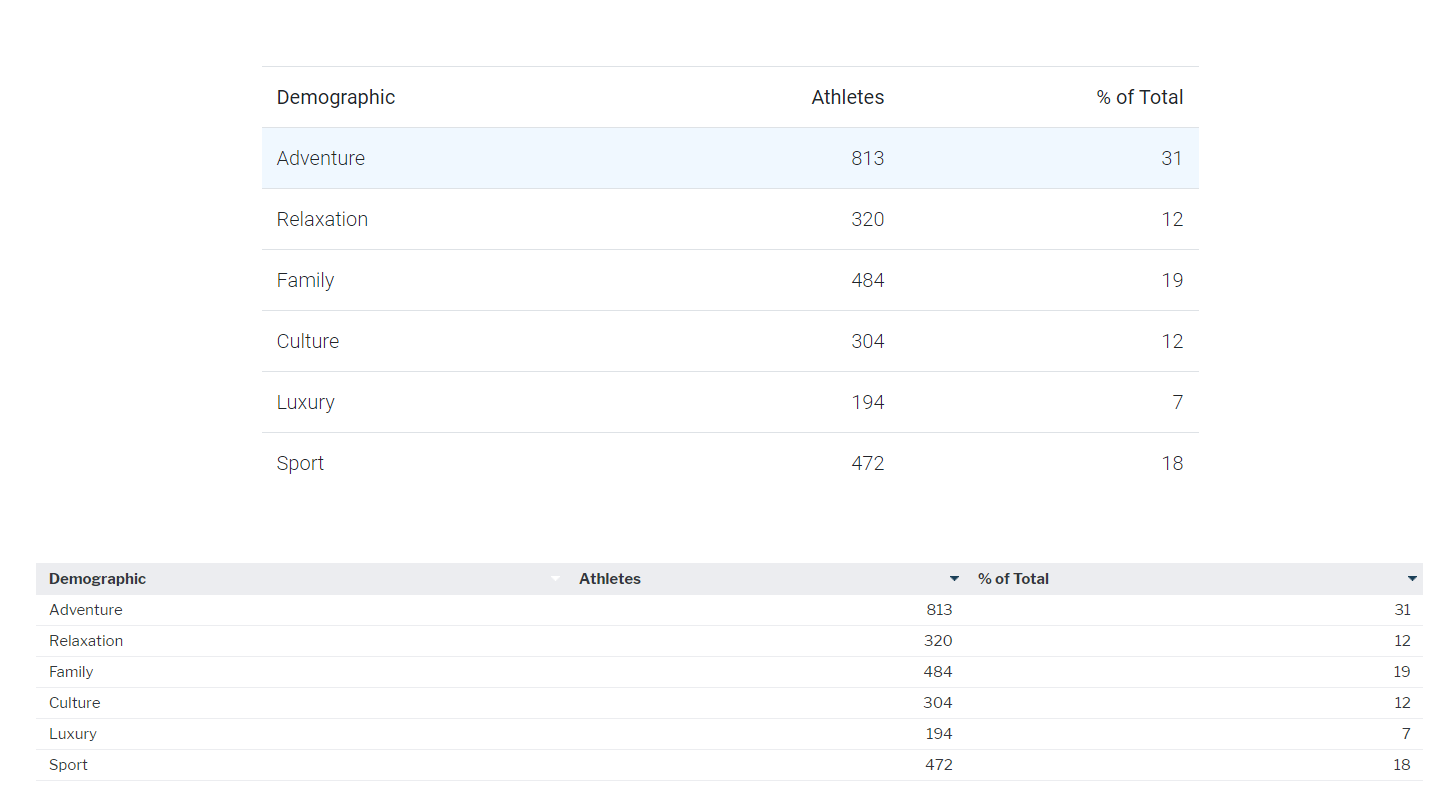 Demographic Athletes % of Total
Adventure 813 31
Relaxation 320 12
Family 484 19
Culture 304 12
Luxury 194 7
Sport 472 18
Demographic Athletes % of Total
Adventure 813 31
Relaxation 320 12
Family 484 19
Culture 304 12
Luxury 194 7
Sport 472 18